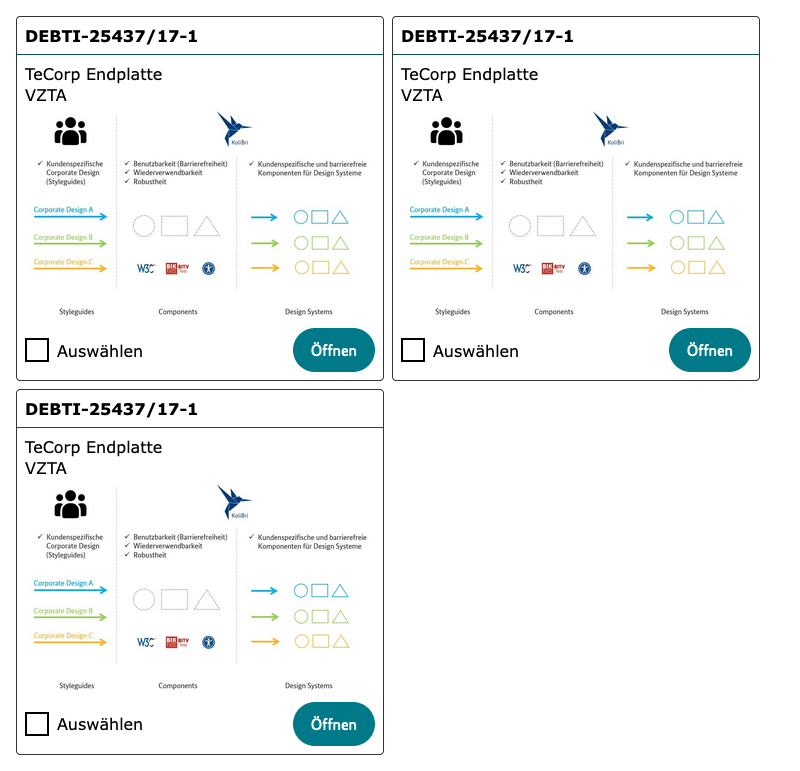 DEBTI-25437/17-1
TeCorp Endplatte
VZTA
KoliBri
✓ Kundenspezifische
Corporate Design
(Styleguides)
✓ Benutzbarkeit (Barrierefreiheit)
✓ Wiederverwendbarkeit
✓ Robustheit
✓ Kundenspezifische und barrierefreie
Komponenten für Design Systeme
Corporate Design A
Corporate Design B
Corporate Design C
W3C
BIK BITV
Test
Styleguides
Components
Design Systems
Auswählen
Öffnen
DEBTI-25437/17-1
TeCorp Endplatte
VZTA
KoliBri
✓ Kundenspezifische
Corporate Design
(Styleguides)
✓ Benutzbarkeit (Barrierefreiheit)
✓ Wiederverwendbarkeit
✓ Robustheit
✓ Kundenspezifische und barrierefreie
Komponenten für Design Systeme
Corporate Design A
Corporate Design B
Corporate Design C
W3C
BIK BITV
Test
Styleguides
Components
Design Systems
Auswählen
Öffnen
DEBTI-25437/17-1
TeCorp Endplatte
VZTA
KoliBri
✓ Kundenspezifische
Corporate Design
(Styleguides)
✓ Benutzbarkeit (Barrierefreiheit)
✓ Wiederverwendbarkeit
✓ Robustheit
✓ Kundenspezifische und barrierefreie
Komponenten für Design Systeme
Corporate Design A
Corporate Design B
Corporate Design C
W3C
BIK BITV
Test
Styleguides
Components
Design Systems
Auswählen
Öffnen